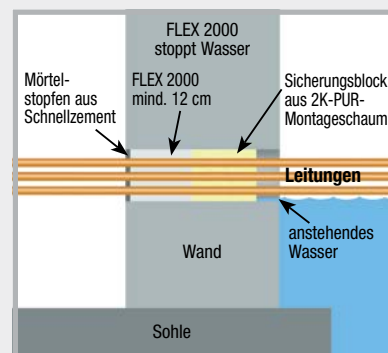 FLEX 2000
stoppt Wasser
Mörtel-
stopfen aus
Schnellzement
FLEX 2000
mind. 12 cm
Sicherungsblock
aus 2K-PUR-
Montageschaum
Leitungen
anstehendes
Wasser
Wand
Sohle